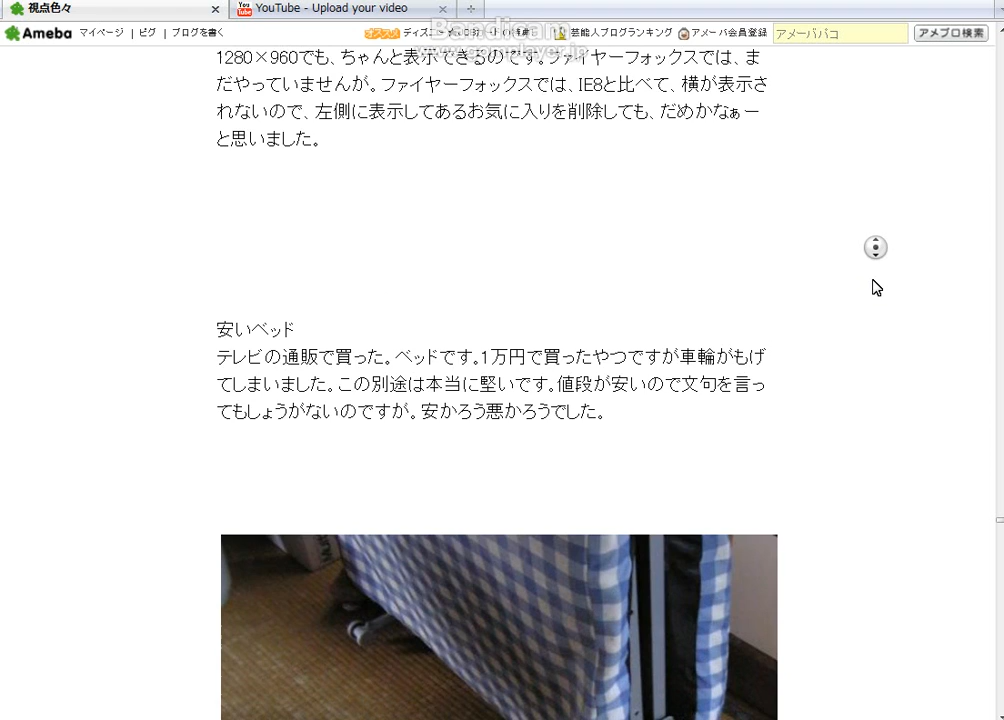 視点色々
YouTube - Upload your video
Ameba マイページ | ピグ | ブログを書く
芸能人ブログランキング
アメーバ会員登録
アメーバパコ
アメブロ検索
Bandicam
1280×960でも、ちゃんと表示できるのです。ファイヤーフォックスでは、ま
だやっていませんが。ファイヤーフォックスでは、IE8と比べて、横が表示さ
れないので、左側に表示してあるお気に入りを削除しても、だめかなぁー
と思いました。
安いベッド
テレビの通販で買った。ベッドです。1万円で買ったやつですが車輪がもげ
てしまいました。この別途は本当に堅いです。値段が安いので文句を言っ
てもしょうがないのですが。安かろう悪かろうでした。